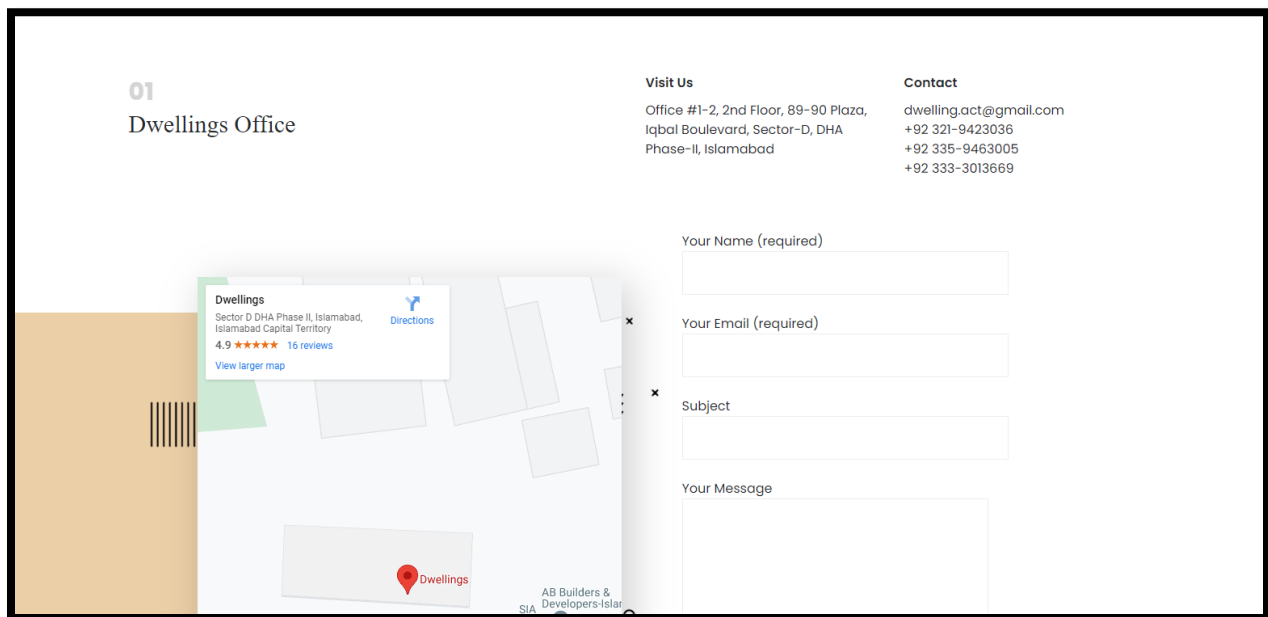 01
Dwellings Office
Visit Us
Office #1-2, 2nd Floor, 89-90 Plaza,
Iqbal Boulevard, Sector-D, DHA
Phase-II, Islamabad
Contact
dwelling.act@gmail.com
+92 321-9423036
+92 335-9463005
+92 333-3013669
Dwellings
Sector D DHA Phase II, Islamabad,
Islamabad Capital Territory
Directions
4.9 ★★★★★ 16 reviews
View larger map
Dwellings
AB Builders &
Developers-Islar
SIA
Your Name (required)
Your Email (required)
Subject
Your Message